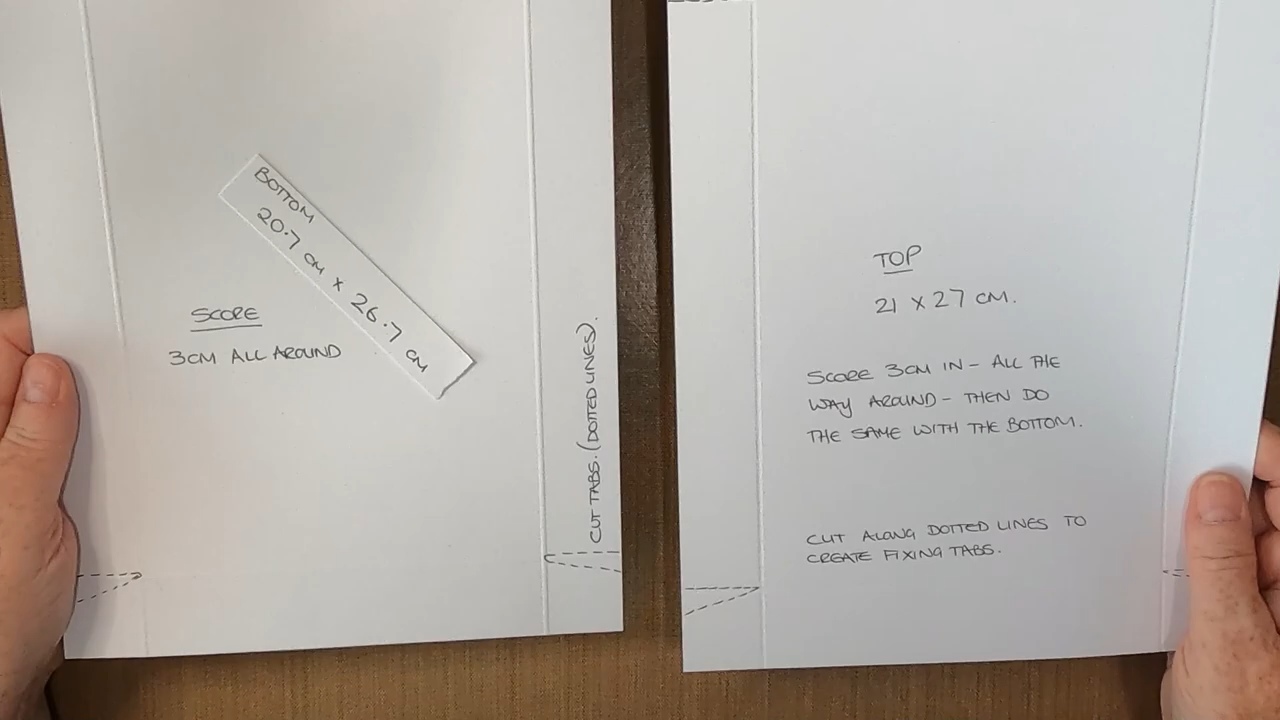 BOTTOM
20.7 CM X 26.7 CM
SCORE
3CM ALL AROUND
CUT TABS. (DOTTED LINES).
TOP
21 X 27 CM.
SCORE 3CM IN - ALL THE
WAY AROUND - THEN DO
THE SAME WITH THE BOTTOM.
CUT ALONG DOTTED LINES TO
CREATE FIXING TABS.